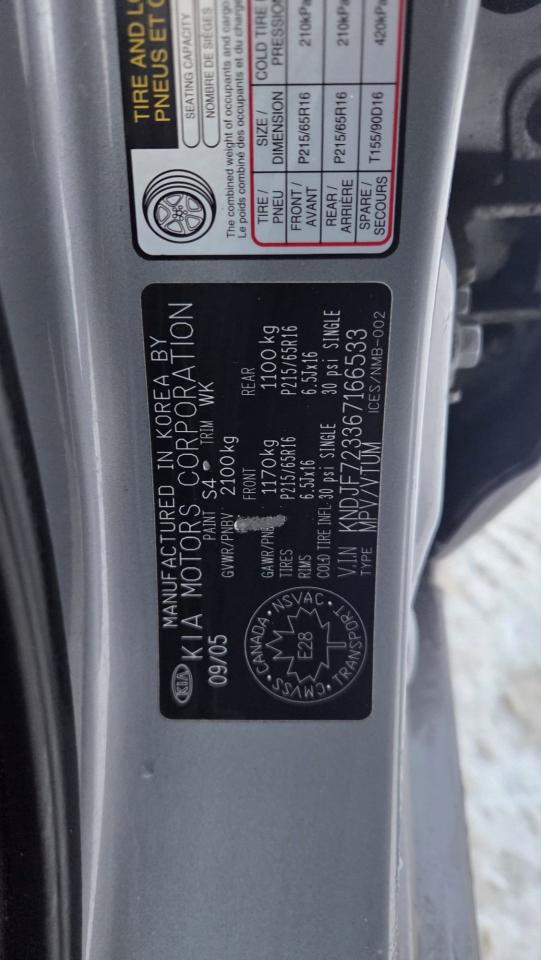 TIRE AND LO
PNEUS ET C
SEATING CAPACITY
NOMBRE DE SIÈGES
The combined weight of occupants and cargo
Le poids combiné des occupants et du charge
TIRE / PNEU SIZE / DIMENSION COLD TIRE PRESSION
FRONT / AVANT P215/65R16 210kPa
REAR / ARRIÈRE P215/65R16 210kPa
SPARE / SECOURS T155/90D16 420kPa
KIA MANUFACTURED IN KOREA BY
KIA MOTORS CORPORATION
09/05 PAINT S4 TRIM WK
GVWR/PNBV 2100kg
FRONT REAR
GAWR/PNB 1170kg 1100kg
TIRES P215/65R16 P215/65R16
RIMS 6.5Jx16 6.5Jx16
COLD TIRE INFL. 30 psi SINGLE 30 psi SINGLE
V.I.N KNDJF723367166533
TYPE MPV/VTUM ICES/NMB-002
CANADA • NSVAC • TRANSPORT • CMVSS
E28